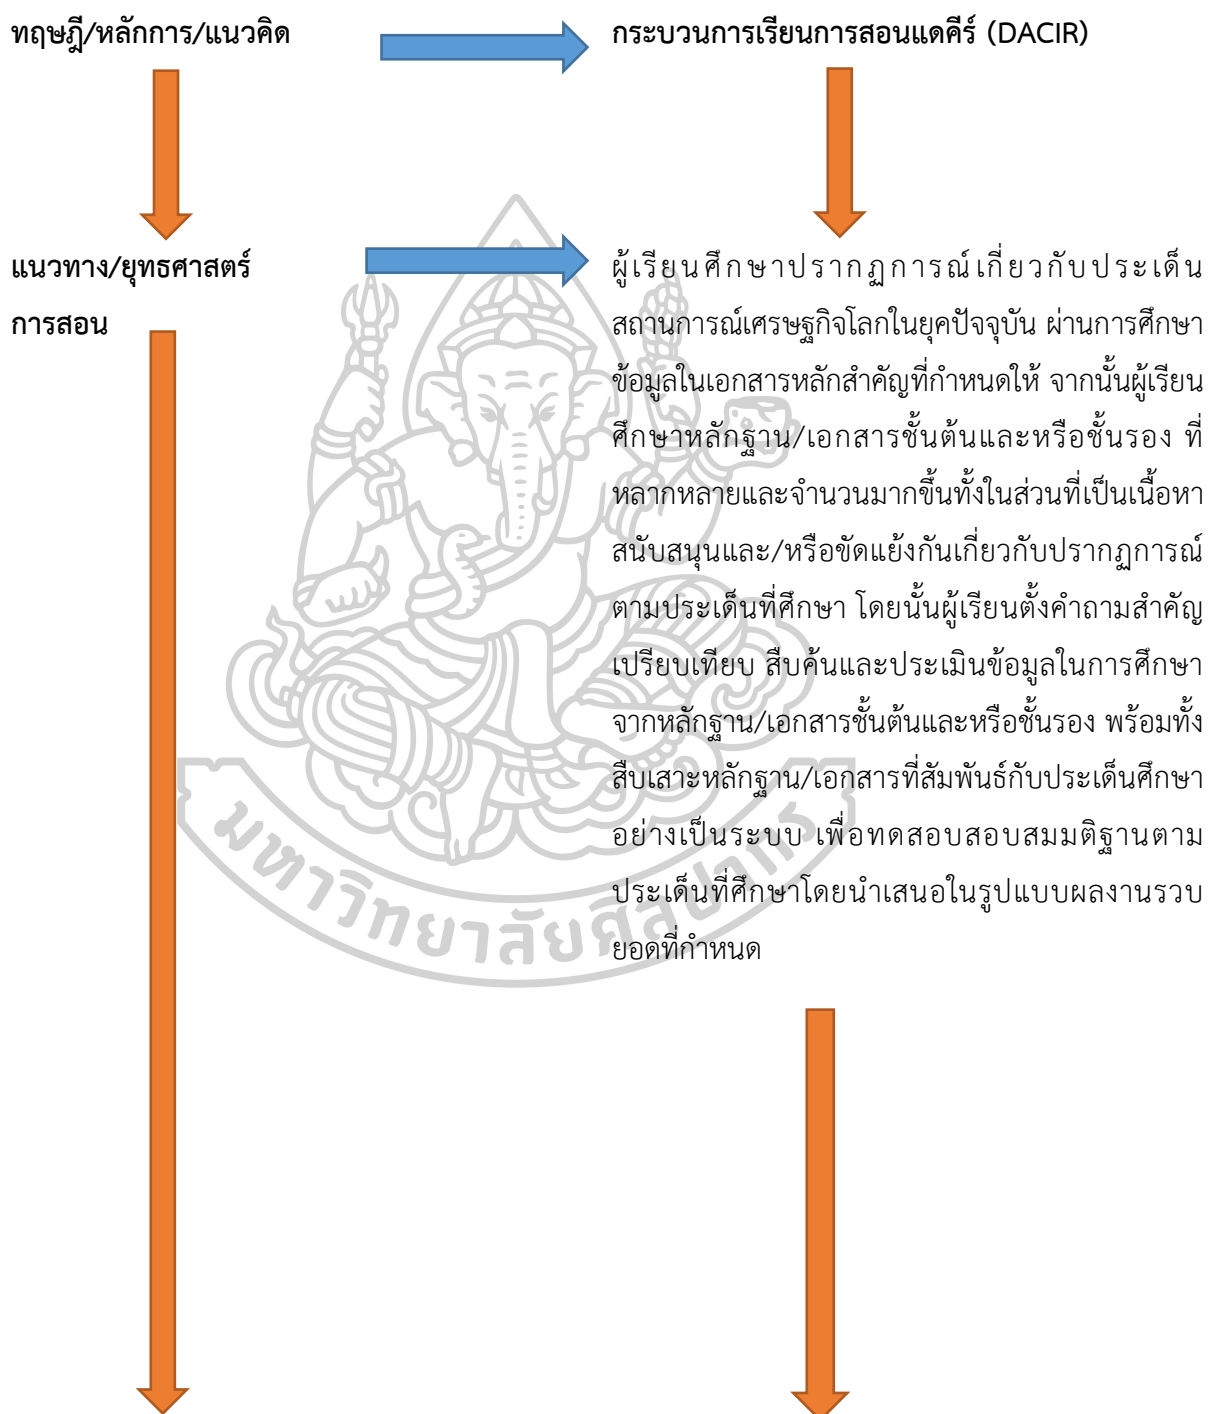 ทฤษฎี/หลักการ/แนวคิด
กระบวนการเรียนการสอนแดคีร์ (DACIR)
แนวทาง/ยุทธศาสตร์
การสอน
ผู้เรียนศึกษาปรากฏการณ์เกี่ยวกับประเด็น
สถานการณ์เศรษฐกิจโลกในยุคปัจจุบัน ผ่านการศึกษา
ข้อมูลในเอกสารหลักสำคัญที่กำหนดให้ จากนั้นผู้เรียน
ศึกษาหลักฐาน/เอกสารชั้นต้นและหรือชั้นรอง ที่
หลากหลายและจำนวนมากขึ้นทั้งในส่วนที่เป็นเนื้อหา
สนับสนุนและ/หรือขัดแย้งกันเกี่ยวกับปรากฏการณ์
ตามประเด็นที่ศึกษา โดยนั้นผู้เรียนตั้งคำถามสำคัญ
เปรียบเทียบ สืบค้นและประเมินข้อมูลในการศึกษา
จากหลักฐาน/เอกสารชั้นต้นและหรือชั้นรอง พร้อมทั้ง
สืบเสาะหลักฐาน/เอกสารที่สัมพันธ์กับประเด็นศึกษา
อย่างเป็นระบบ เพื่อทดสอบสอบสมมติฐานตาม
ประเด็นที่ศึกษาโดยนำเสนอในรูปแบบผลงานรวบ
ยอดที่กำหนด
มหาวิทยาลัยศิลปากร